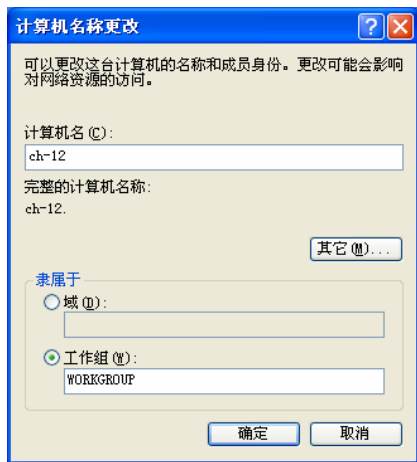 计算机名称更改
可以更改这台计算机的名称和成员身份。更改可能会影响
对网络资源的访问。
计算机名(C):
ch-12
完整的计算机名称:
ch-12.
其它(M)...
隶属于
域(D):
工作组(W):
WORKGROUP
确定
取消